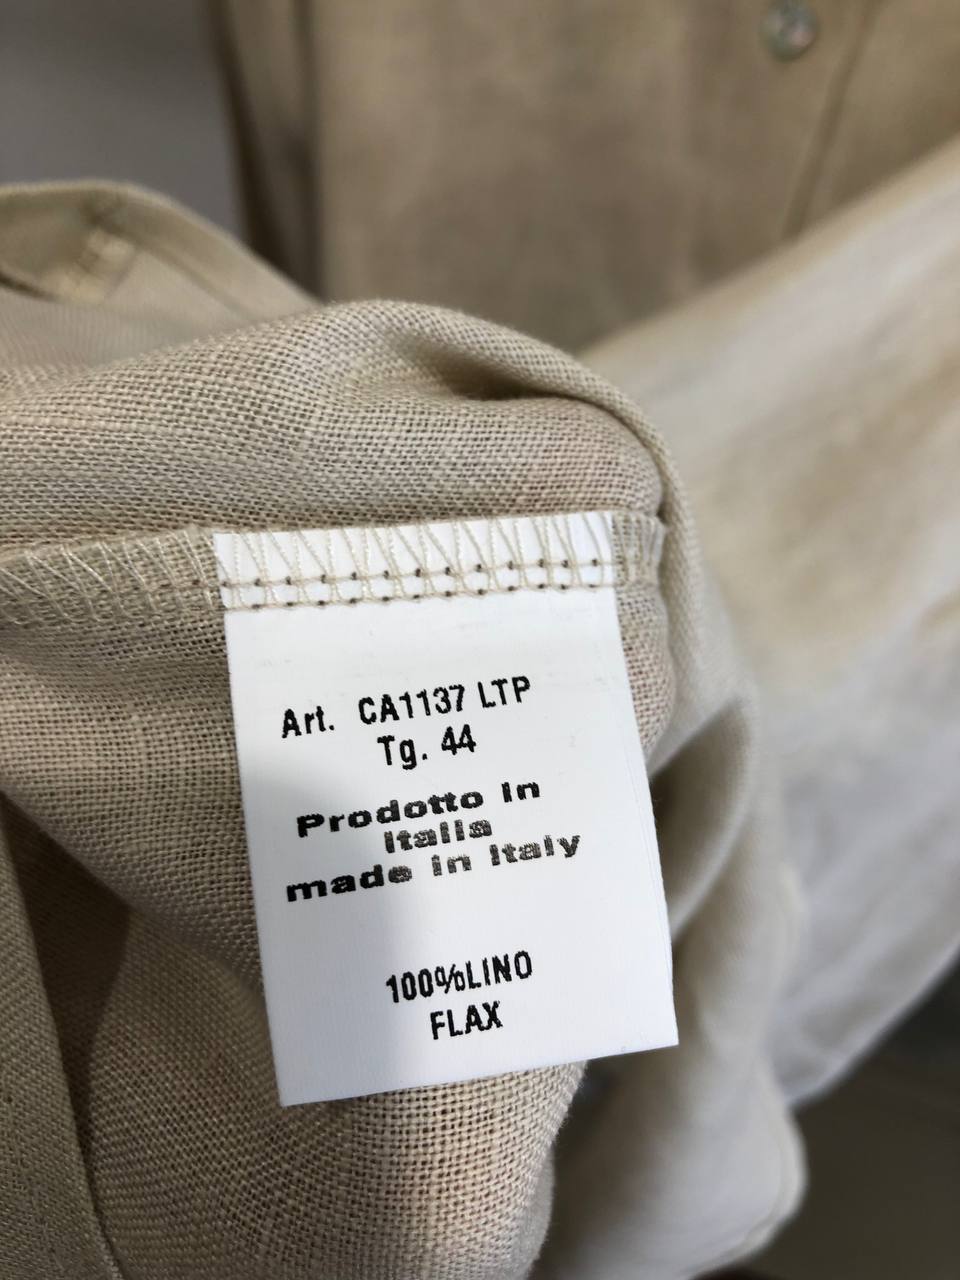 Art. CA1137 LTP
Tg. 44
Prodotto in
Italia
made in Italy
100%LINO
FLAX